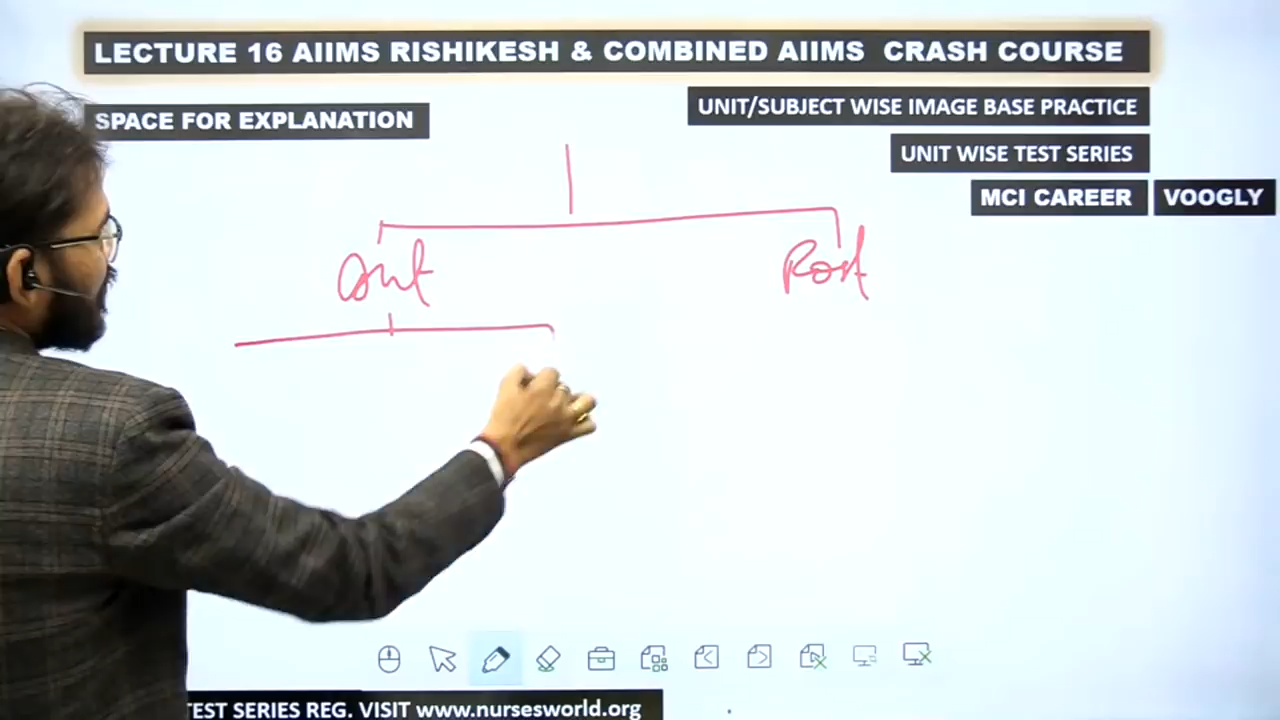 LECTURE 16 AIIMS RISHIKESH & COMBINED AIIMS CRASH COURSE
SPACE FOR EXPLANATION
UNIT/SUBJECT WISE IMAGE BASE PRACTICE
UNIT WISE TEST SERIES
MCI CAREER
VOOGLY
Ant
Post
TEST SERIES REG. VISIT www.nursesworld.org